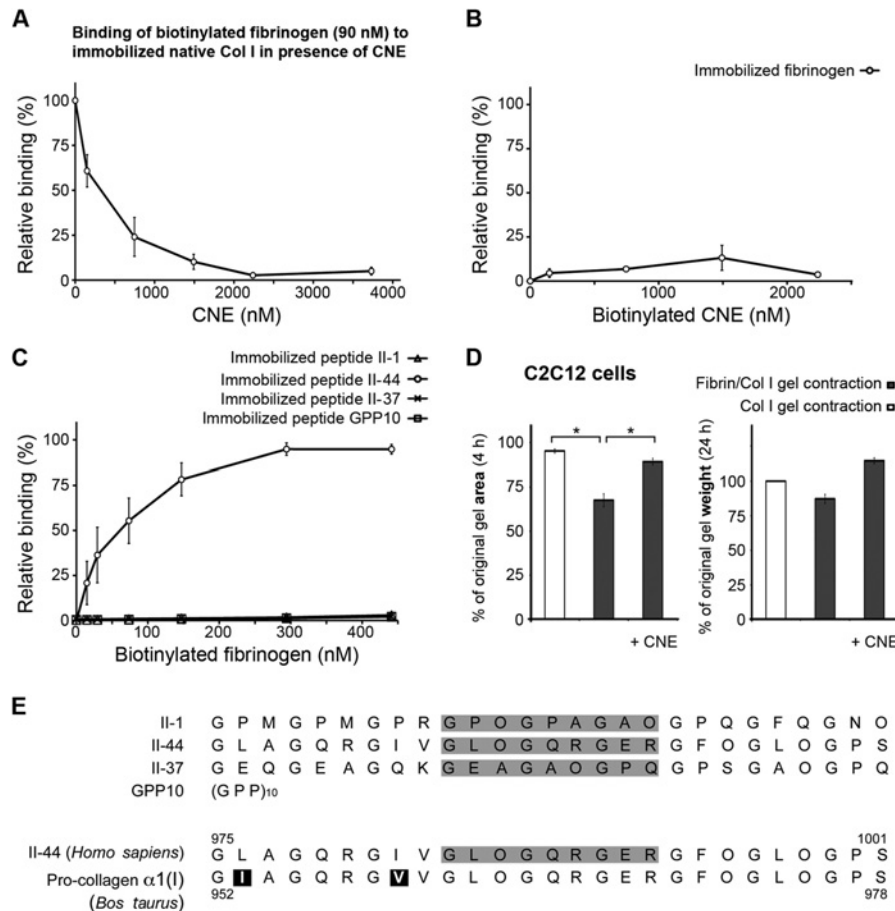 A
Binding of biotinylated fibrinogen (90 nM) to
immobilized native Col I in presence of CNE
Relative binding (%)
100
75
50
25
0
0 1000 2000 3000 4000
CNE (nM)
B
Immobilized fibrinogen
Relative binding (%)
100
75
50
25
0
0 1000 2000
Biotinylated CNE (nM)
C
Immobilized peptide II-1
Immobilized peptide II-44
Immobilized peptide II-37
Immobilized peptide GPP10
Relative binding (%)
100
75
50
25
0
0 100 200 300 400
Biotinylated fibrinogen (nM)
D
C2C12 cells
Fibrin/Col I gel contraction
Col I gel contraction
% of original gel area (4 h)
100
75
50
25
0
* *
+ CNE
% of original gel weight (24 h)
100
75
50
25
0
+ CNE
E
II-1 G P M G P M G P R G P O G P A G A O G P Q G F Q G N O
II-44 G L A G Q R G I V G L O G Q R G E R G F O G L O G P S
II-37 G E Q G E A G Q K G E A G A O G P Q G P S G A O G P Q
GPP10 (G P P)10
975 1001
II-44 (Homo sapiens) G L A G Q R G I V G L O G Q R G E R G F O G L O G P S
Pro-collagen α1(I) G I A G Q R G V V G L O G Q R G E R G F O G L O G P S
(Bos taurus) 952 978